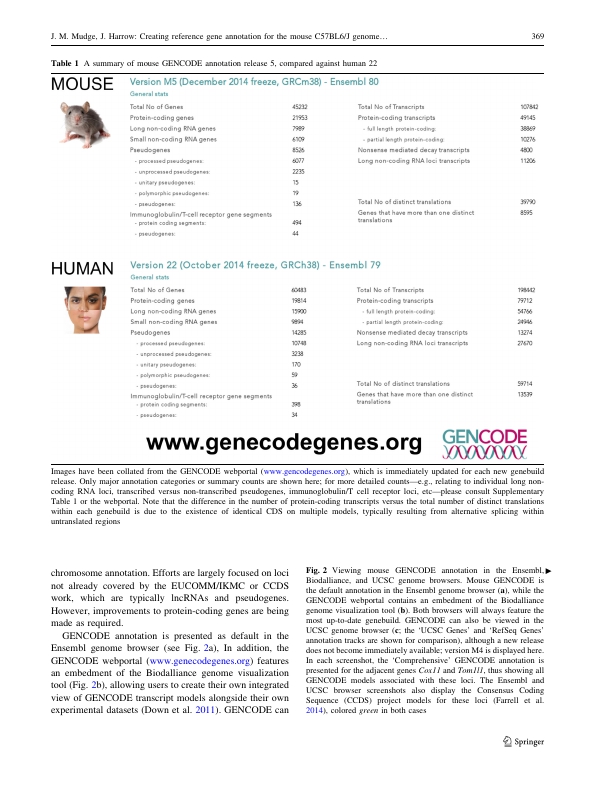 J. M. Mudge, J. Harrow: Creating reference gene annotation for the mouse C57BL6/J genome…
369
Table 1 A summary of mouse GENCODE annotation release 5, compared against human 22
MOUSE
Version M5 (December 2014 freeze, GRCm38) - Ensembl 80
General stats
Total No of Genes 45232
Protein-coding genes 21953
Long non-coding RNA genes 7989
Small non-coding RNA genes 6109
Pseudogenes 8526
- processed pseudogenes: 6077
- unprocessed pseudogenes: 2235
- unitary pseudogenes: 15
- polymorphic pseudogenes: 19
- pseudogenes: 136
Immunoglobulin/T-cell receptor gene segments
- protein coding segments: 494
- pseudogenes: 44
Total No of Transcripts 107842
Protein-coding transcripts 49145
- full length protein-coding: 38869
- partial length protein-coding: 10276
Nonsense mediated decay transcripts 4800
Long non-coding RNA loci transcripts 11206
Total No of distinct translations 39790
Genes that have more than one distinct 8595
translations
HUMAN
Version 22 (October 2014 freeze, GRCh38) - Ensembl 79
General stats
Total No of Genes 60483
Protein-coding genes 19814
Long non-coding RNA genes 15900
Small non-coding RNA genes 9894
Pseudogenes 14285
- processed pseudogenes: 10748
- unprocessed pseudogenes: 3238
- unitary pseudogenes: 170
- polymorphic pseudogenes: 59
- pseudogenes: 36
Immunoglobulin/T-cell receptor gene segments
- protein coding segments: 398
- pseudogenes: 34
Total No of Transcripts 198442
Protein-coding transcripts 79712
- full length protein-coding: 54766
- partial length protein-coding: 24946
Nonsense mediated decay transcripts 13274
Long non-coding RNA loci transcripts 27670
Total No of distinct translations 59714
Genes that have more than one distinct 13539
translations
www.genecodegenes.org
GENCODE
Images have been collated from the GENCODE webportal (www.gencodegenes.org), which is immediately updated for each new genebuild
release. Only major annotation categories or summary counts are shown here; for more detailed counts—e.g., relating to individual long non-
coding RNA loci, transcribed versus non-transcribed pseudogenes, immunoglobulin/T cell receptor loci, etc—please consult Supplementary
Table 1 or the webportal. Note that the difference in the number of protein-coding transcripts versus the total number of distinct translations
within each genebuild is due to the existence of identical CDS on multiple models, typically resulting from alternative splicing within
untranslated regions
chromosome annotation. Efforts are largely focused on loci
not already covered by the EUCOMM/IKMC or CCDS
work, which are typically lncRNAs and pseudogenes.
However, improvements to protein-coding genes are being
made as required.
GENCODE annotation is presented as default in the
Ensembl genome browser (see Fig. 2a), In addition, the
GENCODE webportal (www.genecodegenes.org) features
an embedment of the Biodalliance genome visualization
tool (Fig. 2b), allowing users to create their own integrated
view of GENCODE transcript models alongside their own
experimental datasets (Down et al. 2011). GENCODE can
Fig. 2 Viewing mouse GENCODE annotation in the Ensembl,
Biodalliance, and UCSC genome browsers. Mouse GENCODE is
the default annotation in the Ensembl genome browser (a), while the
GENCODE webportal contains an embedment of the Biodalliance
genome visualization tool (b). Both browsers will always feature the
most up-to-date genebuild. GENCODE can also be viewed in the
UCSC genome browser (c; the ‘UCSC Genes’ and ‘RefSeq Genes’
annotation tracks are shown for comparison), although a new release
does not become immediately available; version M4 is displayed here.
In each screenshot, the ‘Comprehensive’ GENCODE annotation is
presented for the adjacent genes Cox11 and Tom1l1, thus showing all
GENCODE models associated with these loci. The Ensembl and
UCSC browser screenshots also display the Consensus Coding
Sequence (CCDS) project models for these loci (Farrell et al.
2014), colored green in both cases
Springer